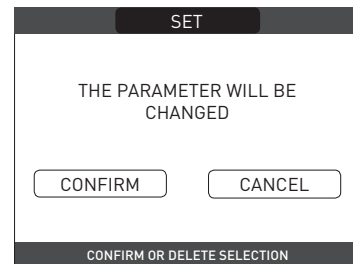 SET
THE PARAMETER WILL BE
CHANGED
CONFIRM
CANCEL
CONFIRM OR DELETE SELECTION